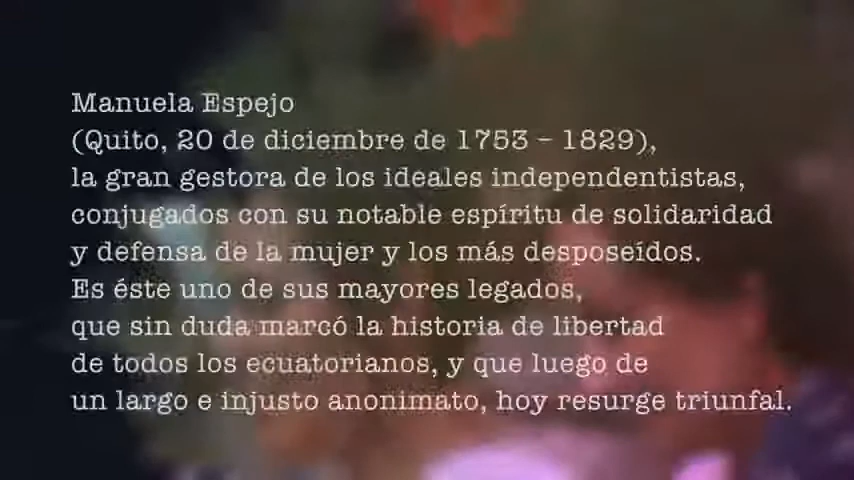 Manuela Espejo
(Quito, 20 de diciembre de 1753 - 1829),
la gran gestora de los ideales independentistas,
conjugados con su notable espíritu de solidaridad
y defensa de la mujer y los más desposeídos.
Es éste uno de sus mayores legados,
que sin duda marcó la historia de libertad
de todos los ecuatorianos, y que luego de
un largo e injusto anonimato, hoy resurge triunfal.